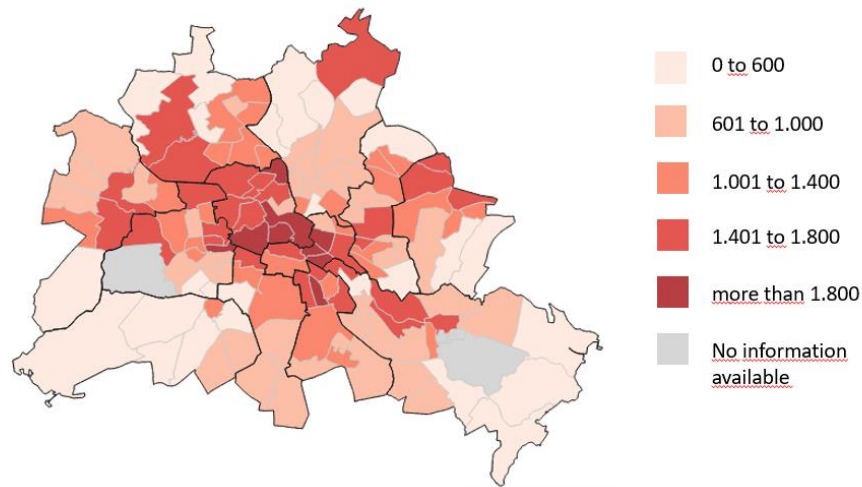 0 to 600
601 to 1.000
1.001 to 1.400
1.401 to 1.800
more than 1.800
No information
available